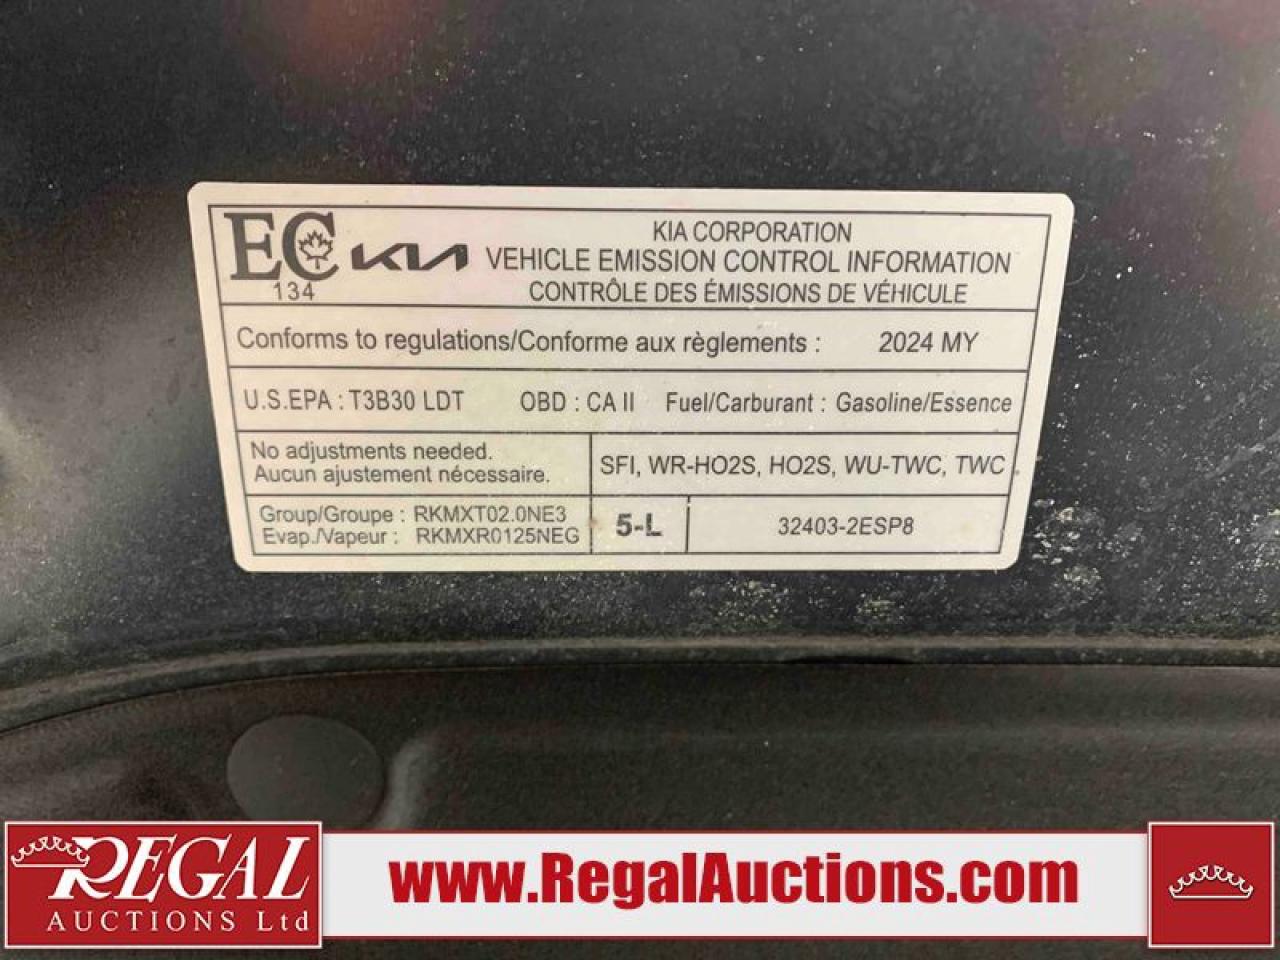 EC
134
KIA
KIA CORPORATION
VEHICLE EMISSION CONTROL INFORMATION
CONTRÔLE DES ÉMISSIONS DE VÉHICULE
Conforms to regulations/Conforme aux règlements : 2024 MY
U.S.EPA : T3B30 LDT OBD : CA II Fuel/Carburant : Gasoline/Essence
No adjustments needed.
Aucun ajustement nécessaire.
SFI, WR-HO2S, HO2S, WU-TWC, TWC
Group/Groupe : RKMXT02.0NE3
Evap./Vapeur : RKMXR0125NEG
5-L
32403-2ESP8
REGAL
AUCTIONS Ltd
www.RegalAuctions.com